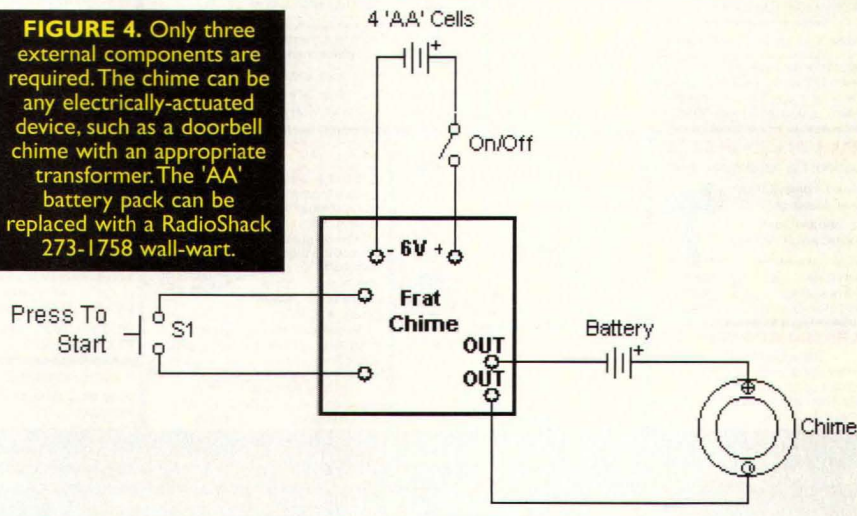 FIGURE 4. Only three
external components are
required. The chime can be
any electrically-actuated
device, such as a doorbell
chime with an appropriate
transformer. The 'AA'
battery pack can be
replaced with a RadioShack
273-1758 wall-wart.
4 'AA' Cells
+
On/Off
- 6V +
Frat
Chime
Press To
Start
S1
OUT
OUT
Battery
+
Chime